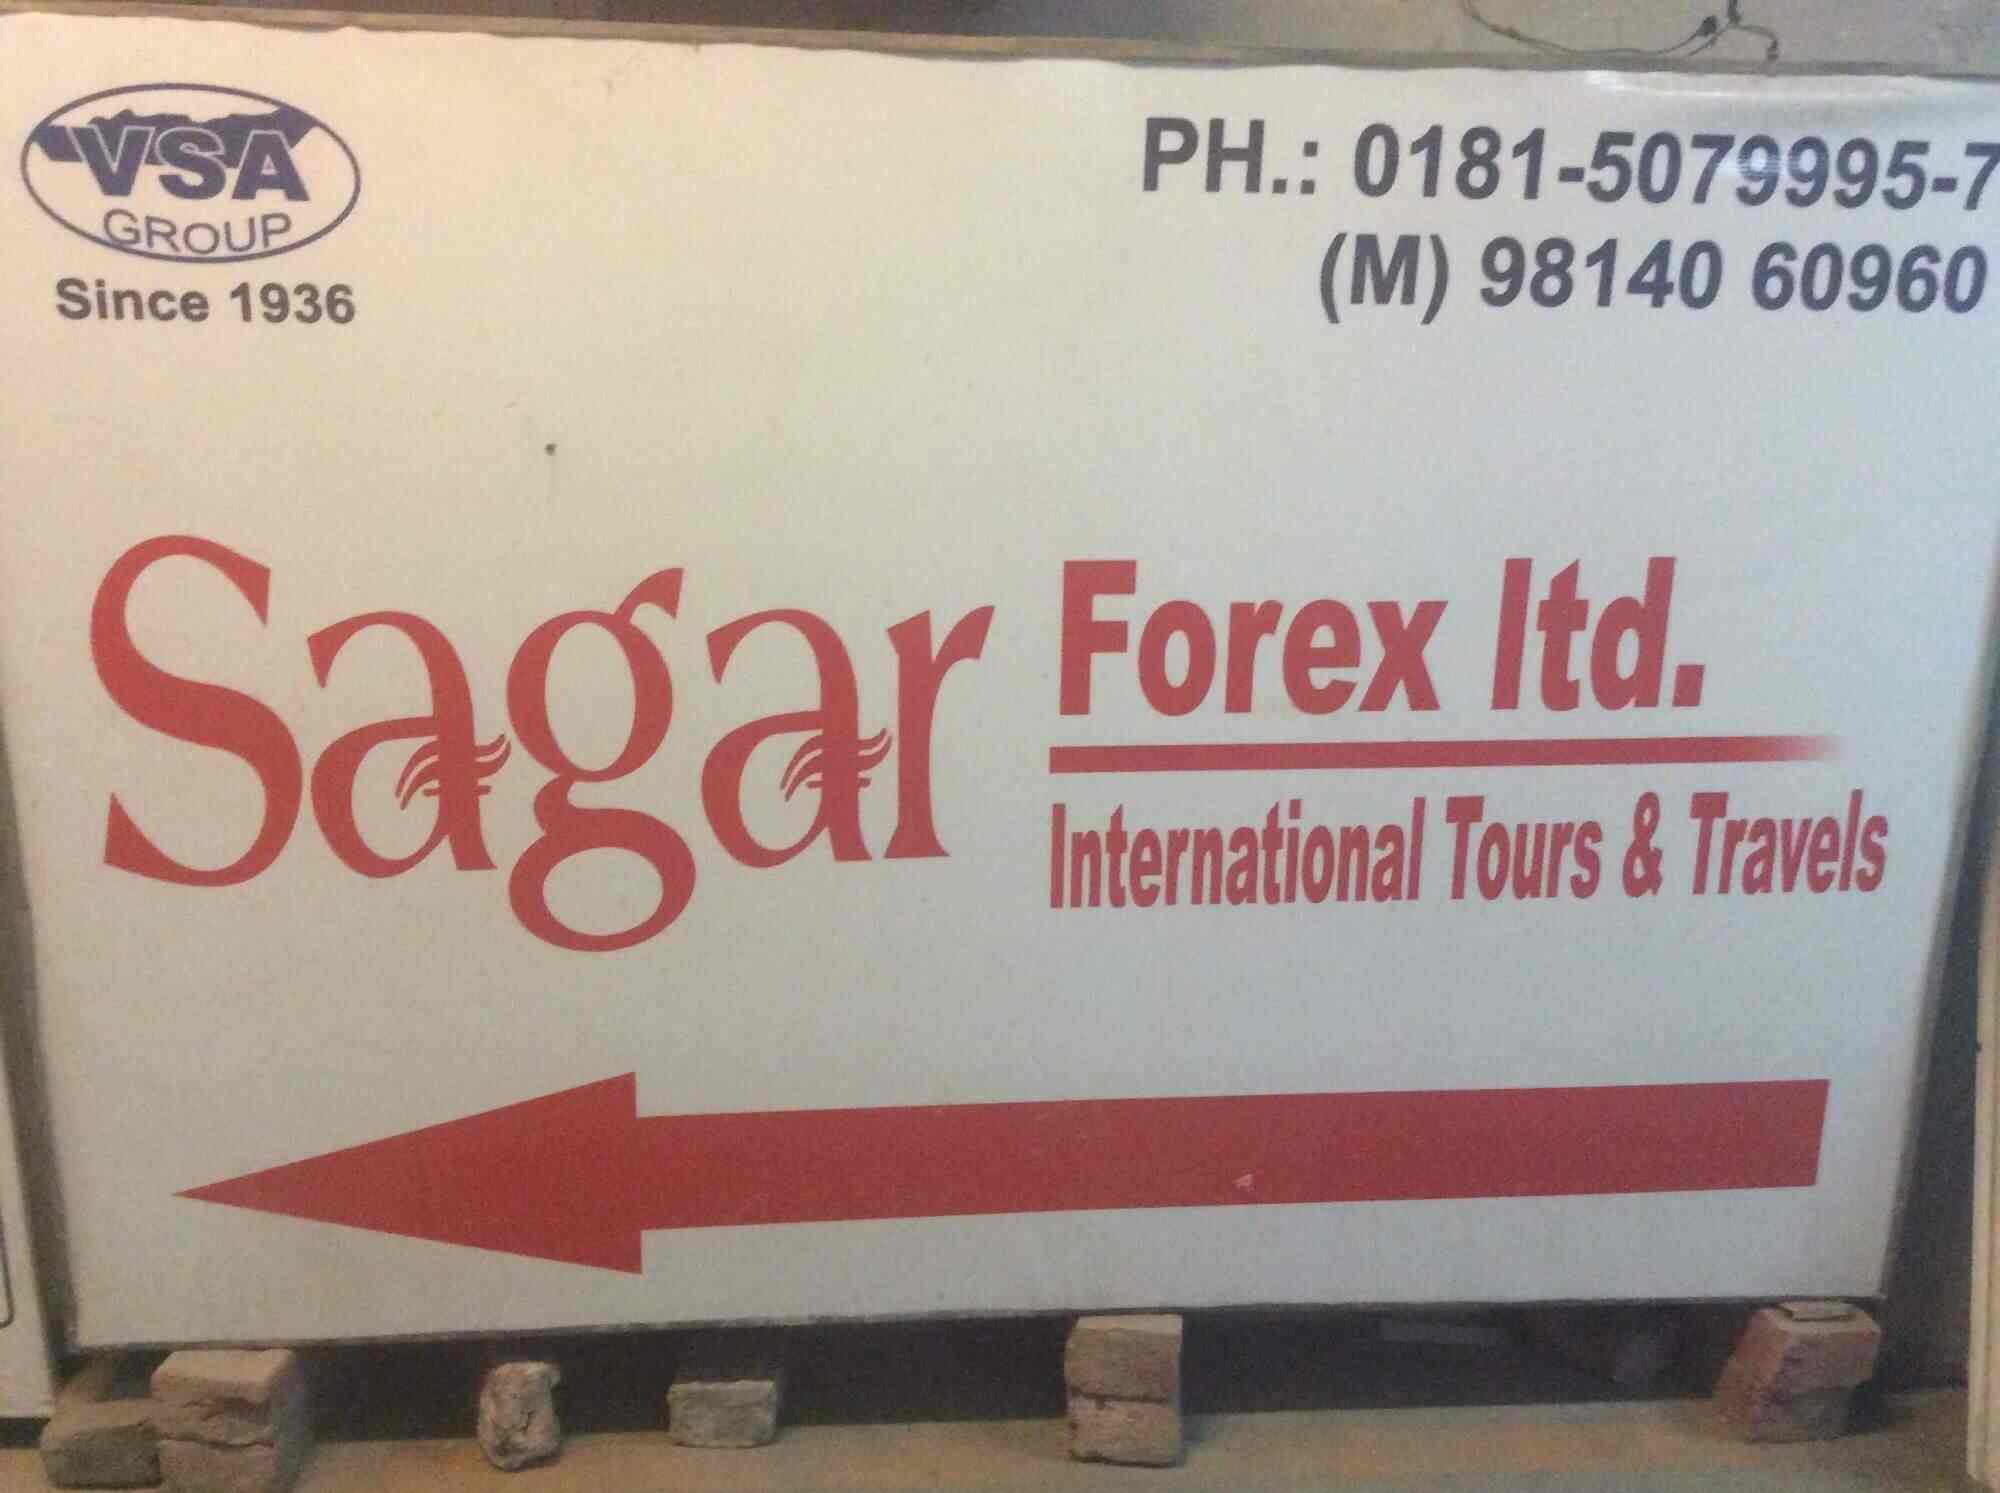 VSA
GROUP
Since 1936
PH.: 0181-5079995-7
(M) 98140 60960
Sagar
Forex ltd.
International Tours & Travels